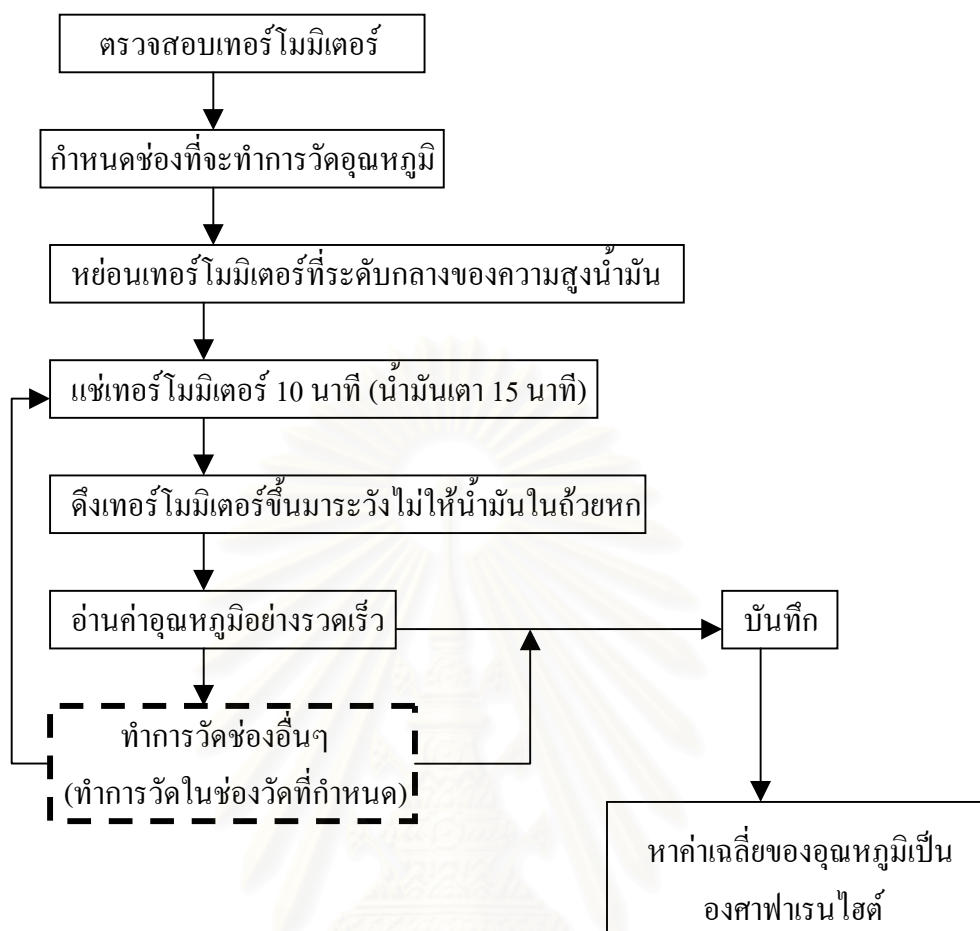 ตรวจสอบเทอร์โมมิเตอร์
กำหนดช่องที่จะทำการวัดอุณหภูมิ
หย่อนเทอร์โมมิเตอร์ที่ระดับกลางของความสูงน้ำมัน
แช่เทอร์โมมิเตอร์ 10 นาที (น้ำมันเตา 15 นาที)
ดึงเทอร์โมมิเตอร์ขึ้นมาระวังไม่ให้น้ำมันในถ้วยหก
อ่านค่าอุณหภูมิอย่างรวดเร็ว
บันทึก
ทำการวัดช่องอื่นๆ
(ทำการวัดในช่องวัดที่กำหนด)
หาค่าเฉลี่ยของอุณหภูมิเป็น
องศาฟาเรนไฮต์